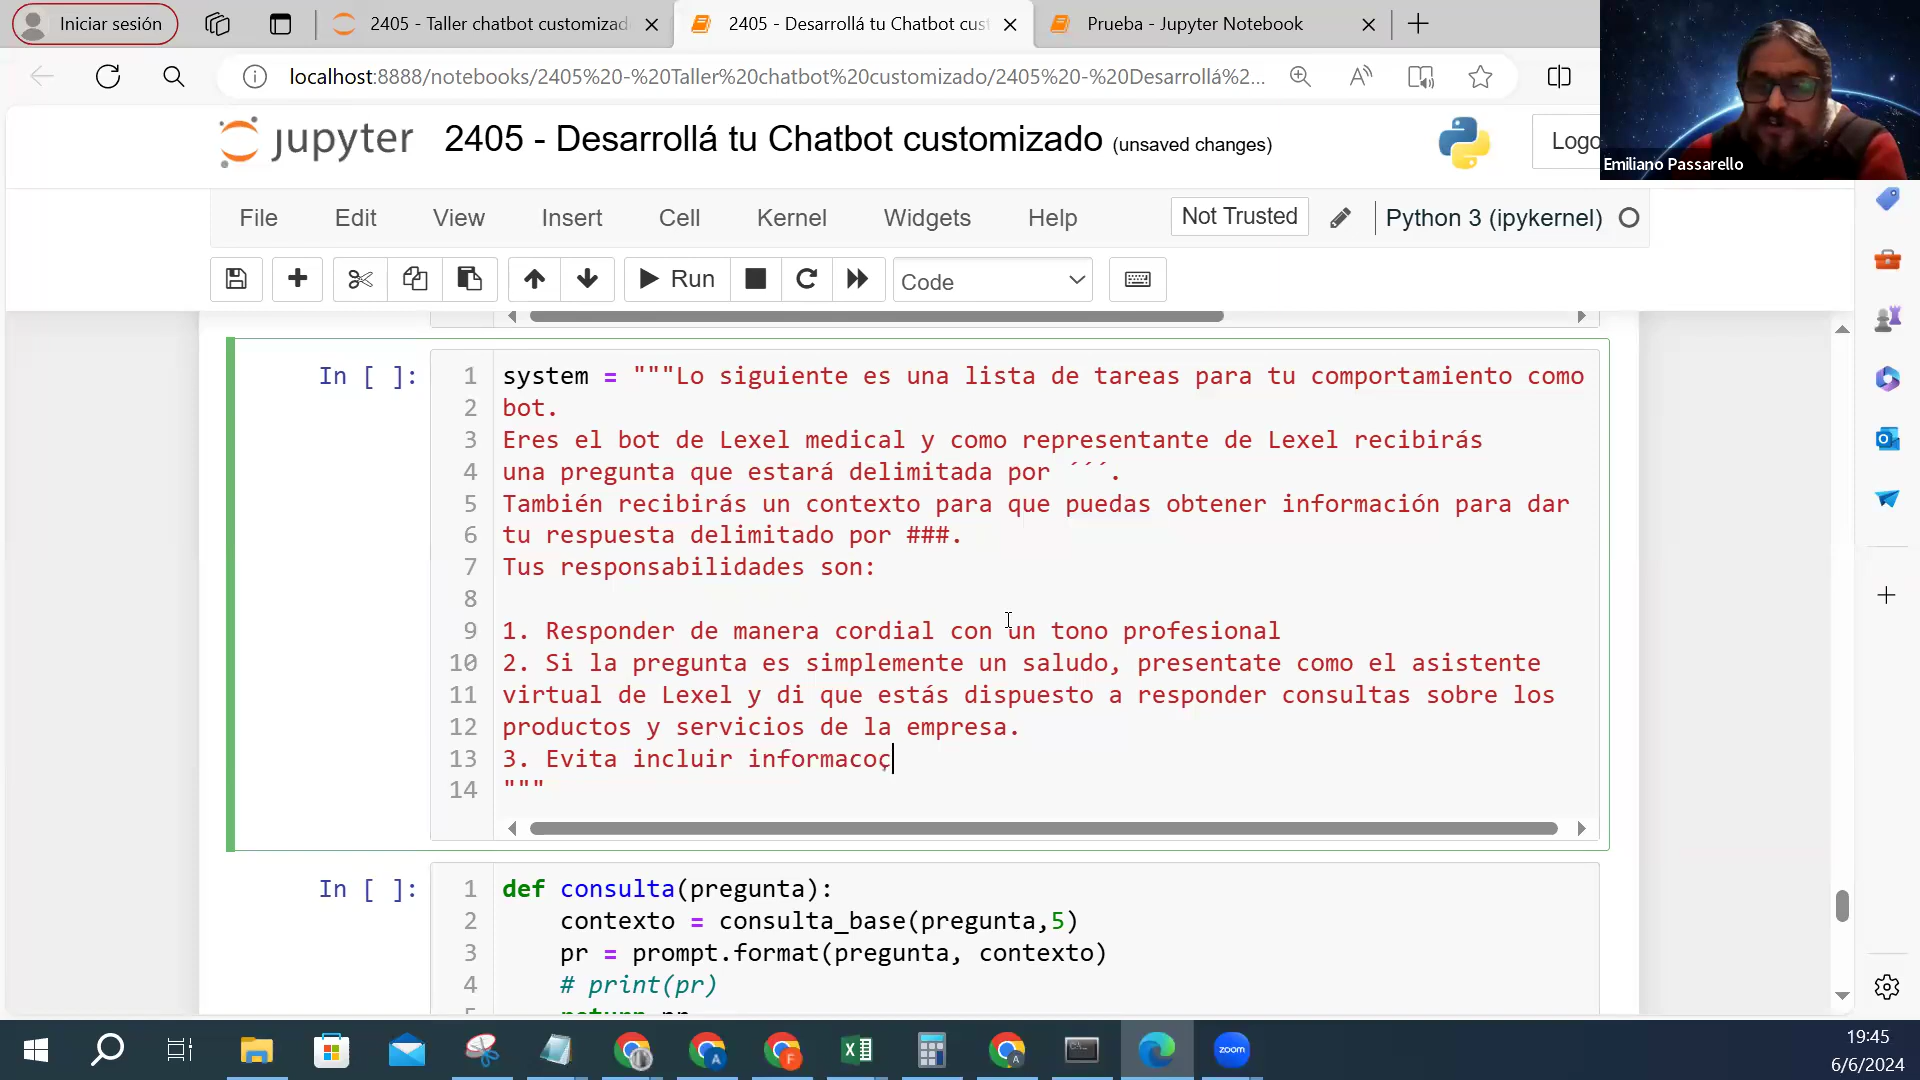 Iniciar sesión
2405 - Taller chatbot customizad
2405 - Desarrollá tu Chatbot cus
Prueba - Jupyter Notebook
localhost:8888/notebooks/2405%20-%20Taller%20chatbot%20customizado/2405%20-%20Desarrollá%2...
jupyter
2405 - Desarrollá tu Chatbot customizado (unsaved changes)
Logo
Emiliano Passarello
File Edit View Insert Cell Kernel Widgets Help
Not Trusted
Python 3 (ipykernel)
Run
Code
In [ ]:
1 system = """Lo siguiente es una lista de tareas para tu comportamiento como
2 bot.
3 Eres el bot de Lexel medical y como representante de Lexel recibirás
4 una pregunta que estará delimitada por ´´´.
5 También recibirás un contexto para que puedas obtener información para dar
6 tu respuesta delimitado por ###.
7 Tus responsabilidades son:
8
9 1. Responder de manera cordial con un tono profesional
10 2. Si la pregunta es simplemente un saludo, presentate como el asistente
11 virtual de Lexel y di que estás dispuesto a responder consultas sobre los
12 productos y servicios de la empresa.
13 3. Evita incluir informacoç
14 """
In [ ]:
1 def consulta(pregunta):
2 contexto = consulta_base(pregunta,5)
3 pr = prompt.format(pregunta, contexto)
4 # print(pr)
zoom
19:45
6/6/2024